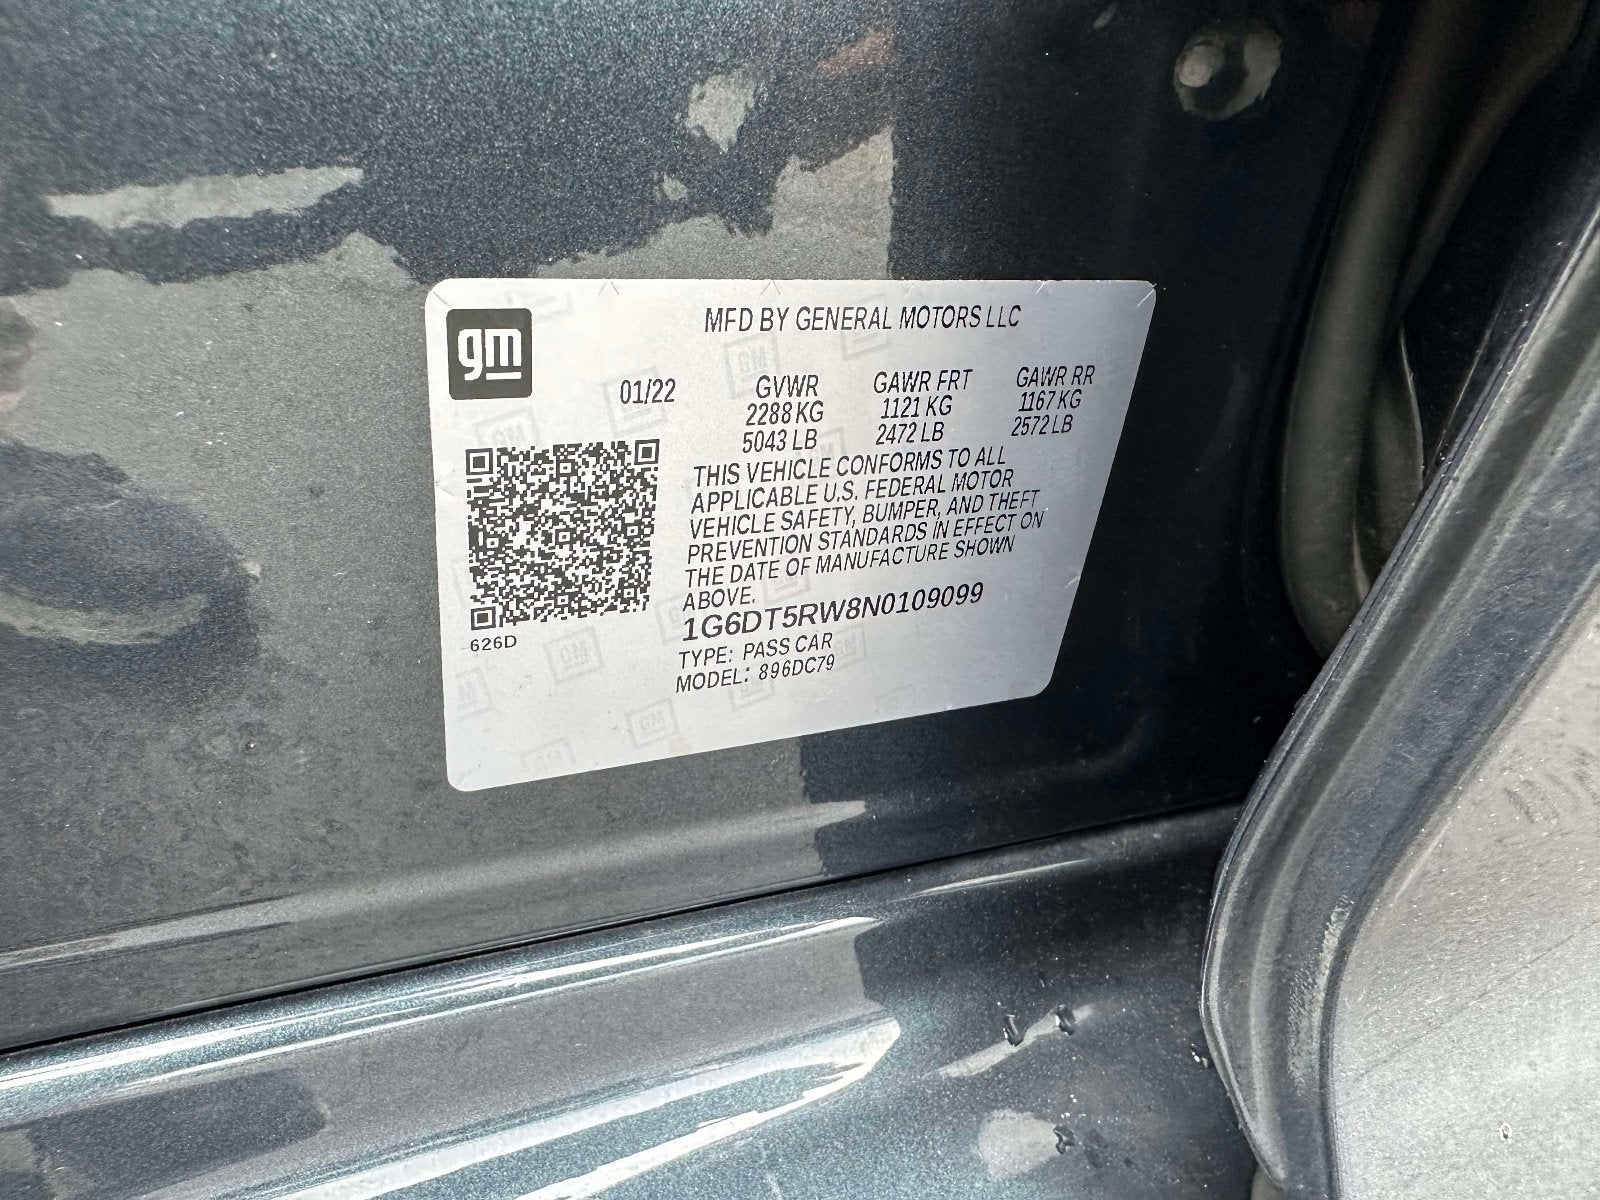 gm
MFD BY GENERAL MOTORS LLC
01/22 GVWR GAWR FRT GAWR RR
2288 KG 1121 KG 1167 KG
5043 LB 2472 LB 2572 LB
THIS VEHICLE CONFORMS TO ALL
APPLICABLE U.S. FEDERAL MOTOR
VEHICLE SAFETY, BUMPER, AND THEFT
PREVENTION STANDARDS IN EFFECT ON
THE DATE OF MANUFACTURE SHOWN
ABOVE.
1G6DT5RW8N0109099
626D
TYPE: PASS CAR
MODEL: 896DC79